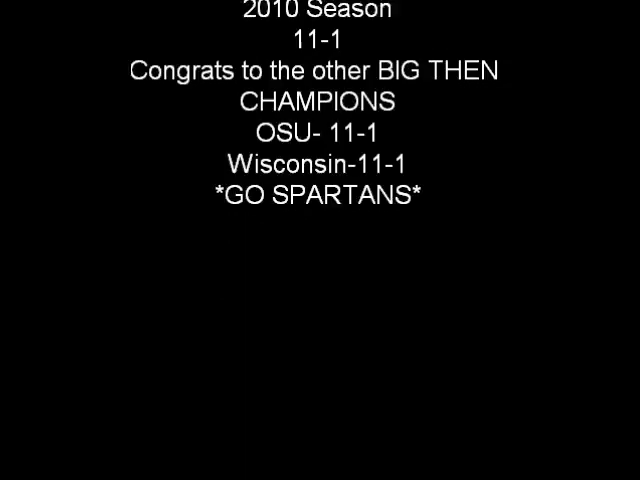 2010 Season
11-1
Congrats to the other BIG THEN
CHAMPIONS
OSU- 11-1
Wisconsin-11-1
*GO SPARTANS*